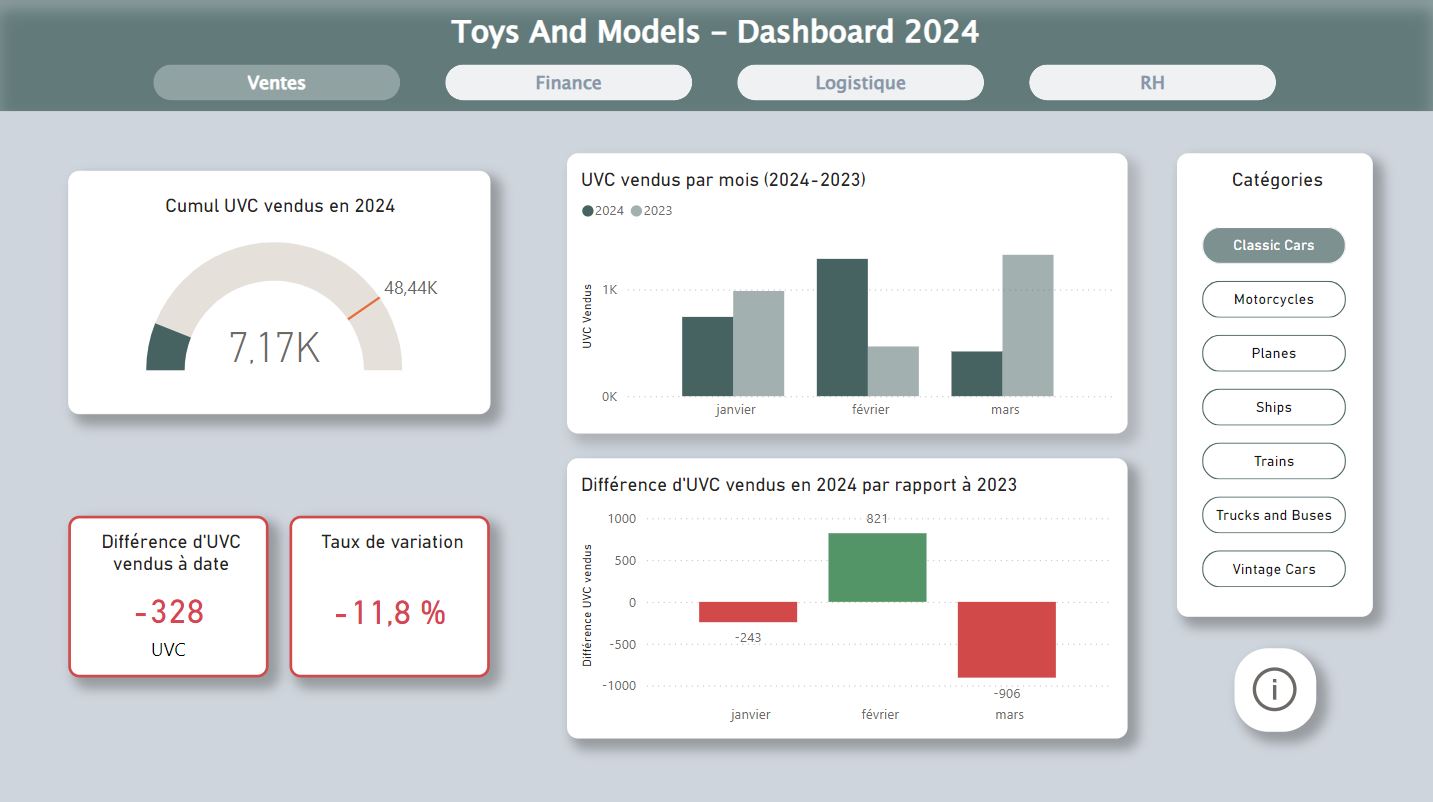 Toys And Models – Dashboard 2024
Ventes
Finance
Logistique
RH
Cumul UVC vendus en 2024
48,44K
7,17K
Différence d'UVC
vendus à date
-328
UVC
Taux de variation
-11,8 %
UVC vendus par mois (2024-2023)
2024 2023
UVC Vendus
1K
0K
janvier
février
mars
Différence d'UVC vendus en 2024 par rapport à 2023
Différence UVC vendus
1000
500
0
-500
-1000
821
-243
-906
janvier
février
mars
Catégories
Classic Cars
Motorcycles
Planes
Ships
Trains
Trucks and Buses
Vintage Cars
i